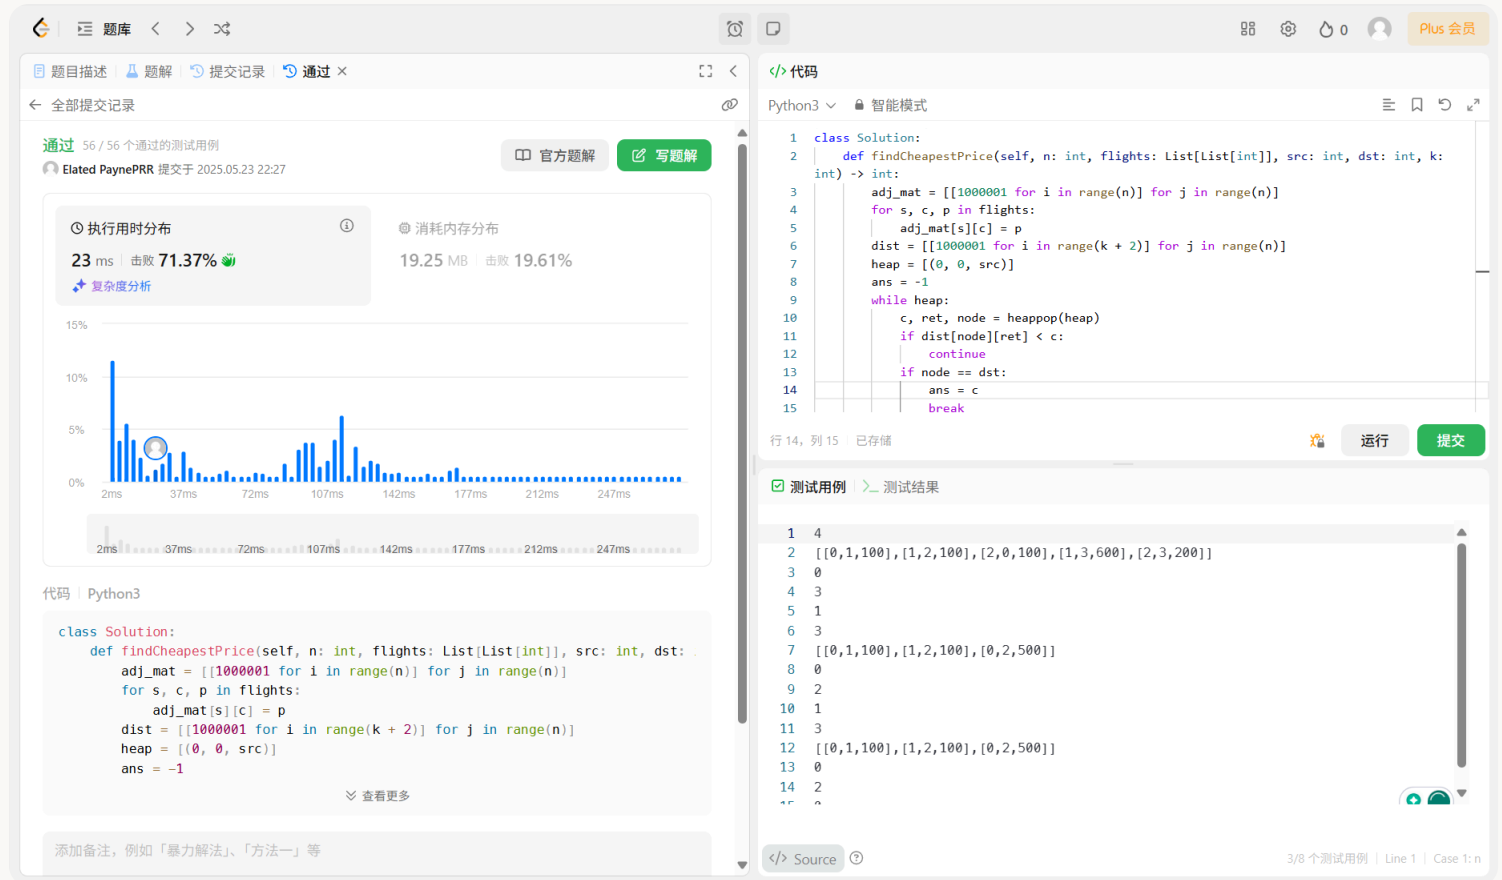 题库
0
Plus 会员
题目描述
题解
提交记录
通过
全部提交记录
通过 56 / 56 个通过的测试用例
Elated PaynePRR 提交于 2025.05.23 22:27
官方题解
写题解
执行用时分布
23 ms 击败 71.37%
复杂度分析
消耗内存分布
19.25 MB 击败 19.61%
15%
10%
5%
0%
2ms 37ms 72ms 107ms 142ms 177ms 212ms 247ms
2ms 37ms 72ms 107ms 142ms 177ms 212ms 247ms
代码 Python3
class Solution:
    def findCheapestPrice(self, n: int, flights: List[List[int]], src: int, dst:
        adj_mat = [[1000001 for i in range(n)] for j in range(n)]
        for s, c, p in flights:
            adj_mat[s][c] = p
        dist = [[1000001 for i in range(k + 2)] for j in range(n)]
        heap = [(0, 0, src)]
        ans = -1
查看更多
添加备注，例如「暴力解法」、「方法一」等
</> 代码
Python3 智能模式
1 class Solution:
2     def findCheapestPrice(self, n: int, flights: List[List[int]], src: int, dst: int, k:
int) -> int:
3         adj_mat = [[1000001 for i in range(n)] for j in range(n)]
4         for s, c, p in flights:
5             adj_mat[s][c] = p
6         dist = [[1000001 for i in range(k + 2)] for j in range(n)]
7         heap = [(0, 0, src)]
8         ans = -1
9         while heap:
10             c, ret, node = heappop(heap)
11             if dist[node][ret] < c:
12                 continue
13             if node == dst:
14                 ans = c
15                 break
行 14，列 15 已存储
运行
提交
测试用例
测试结果
1 4
2 [[0,1,100],[1,2,100],[2,0,100],[1,3,600],[2,3,200]]
3 0
4 3
5 1
6 3
7 [[0,1,100],[1,2,100],[0,2,500]]
8 0
9 2
10 1
11 3
12 [[0,1,100],[1,2,100],[0,2,500]]
13 0
14 2
15 0
</> Source
3/8 个测试用例 Line 1 Case 1: n